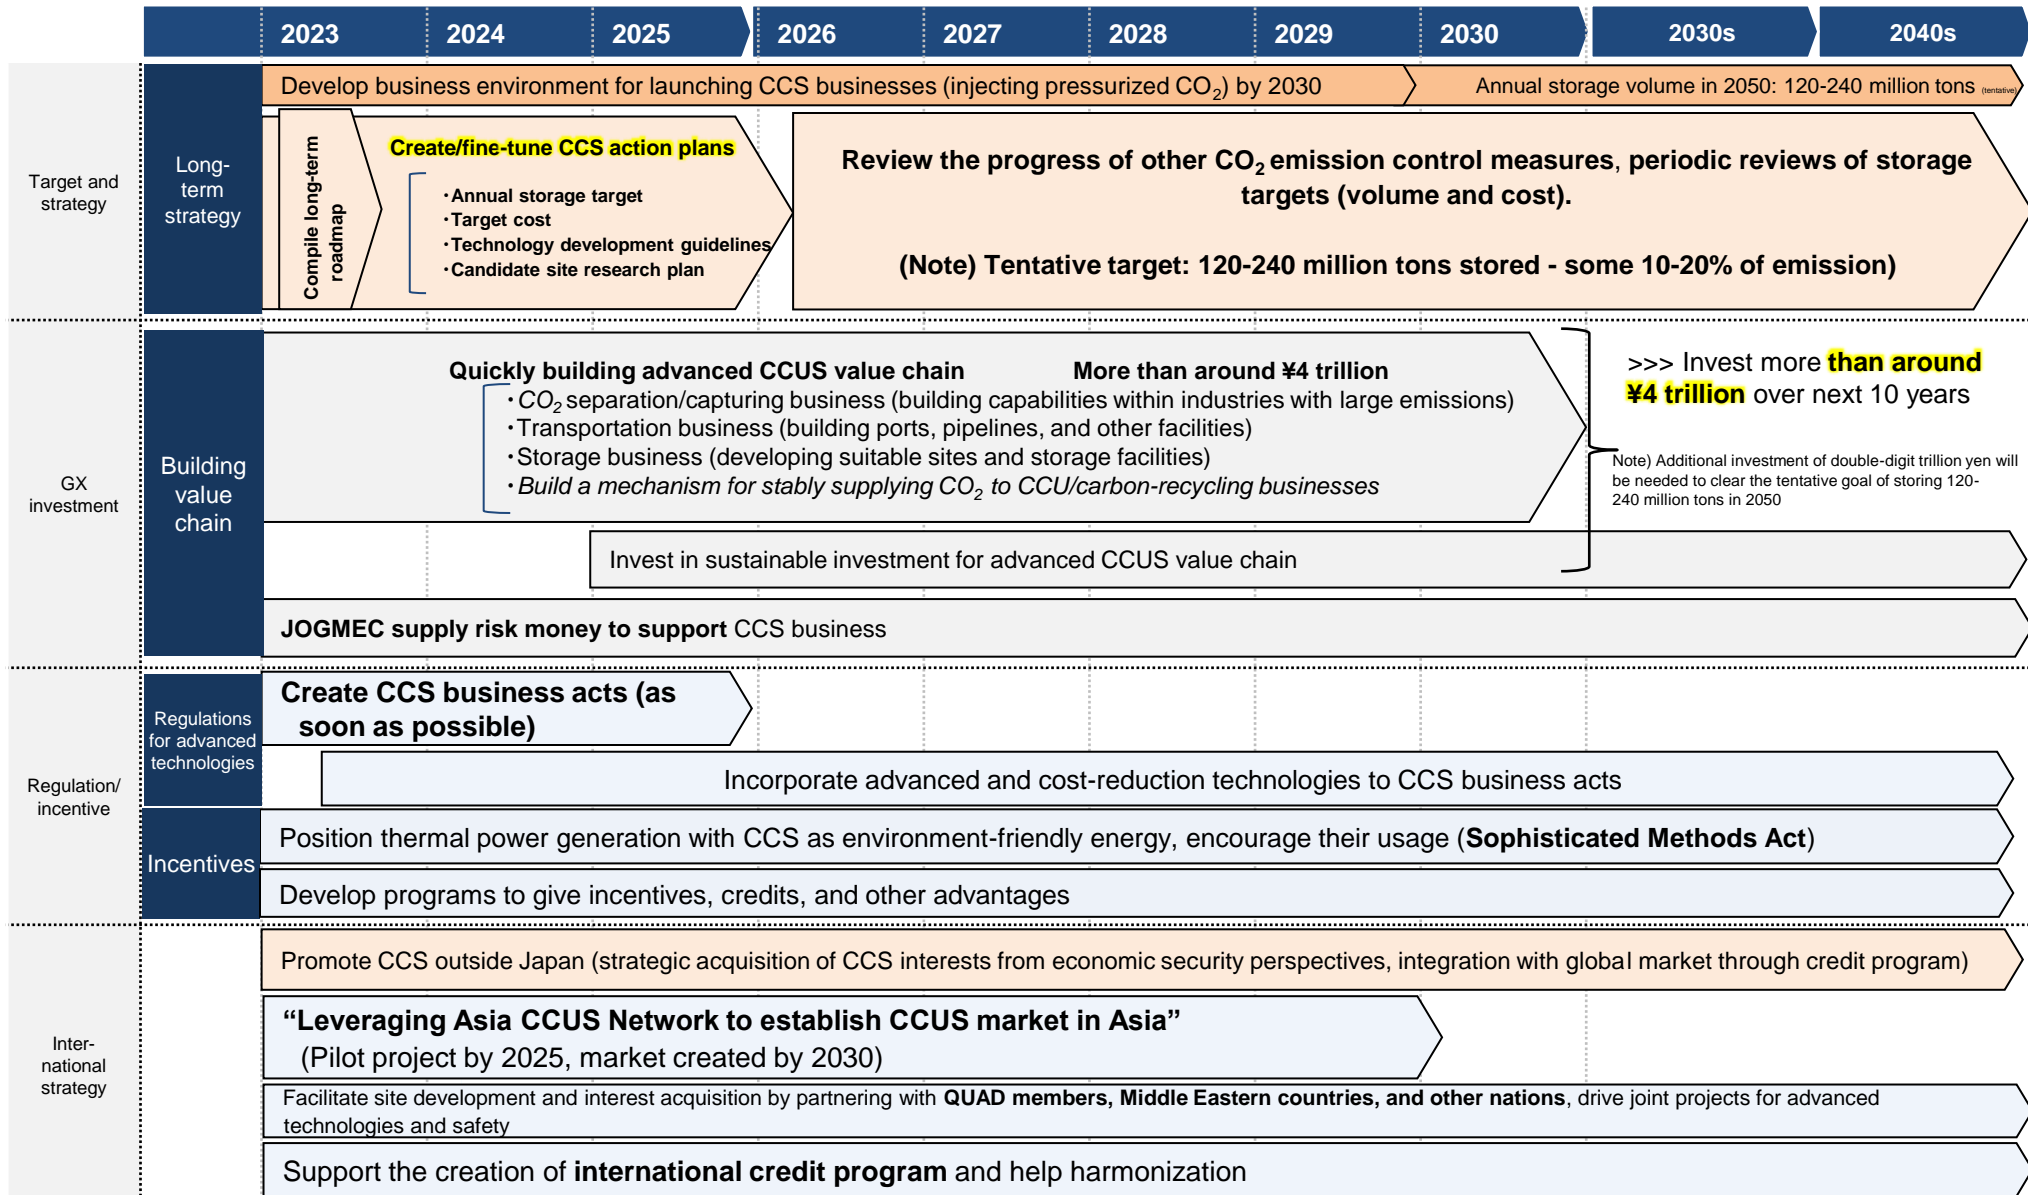 2023 2024 2025 2026 2027 2028 2029 2030 2030s 2040s
Target and
strategy
Long-
term
strategy
Develop business environment for launching CCS businesses (injecting pressurized CO2) by 2030
Annual storage volume in 2050: 120-240 million tons (tentative)
Compile long-term
roadmap
Create/fine-tune CCS action plans
・Annual storage target
・Target cost
・Technology development guidelines
・Candidate site research plan
Review the progress of other CO2 emission control measures, periodic reviews of storage
targets (volume and cost).
(Note) Tentative target: 120-240 million tons stored - some 10-20% of emission)
GX
investment
Building
value
chain
Quickly building advanced CCUS value chain More than around ¥4 trillion
・CO2 separation/capturing business (building capabilities within industries with large emissions)
・Transportation business (building ports, pipelines, and other facilities)
・Storage business (developing suitable sites and storage facilities)
・Build a mechanism for stably supplying CO2 to CCU/carbon-recycling businesses
>>> Invest more than around
¥4 trillion over next 10 years
Note) Additional investment of double-digit trillion yen will
be needed to clear the tentative goal of storing 120-
240 million tons in 2050
Invest in sustainable investment for advanced CCUS value chain
JOGMEC supply risk money to support CCS business
Regulation/
incentive
Regulations
for advanced
technologies
Create CCS business acts (as
soon as possible)
Incorporate advanced and cost-reduction technologies to CCS business acts
Incentives
Position thermal power generation with CCS as environment-friendly energy, encourage their usage (Sophisticated Methods Act)
Develop programs to give incentives, credits, and other advantages
Inter-
national
strategy
Promote CCS outside Japan (strategic acquisition of CCS interests from economic security perspectives, integration with global market through credit program)
“Leveraging Asia CCUS Network to establish CCUS market in Asia”
(Pilot project by 2025, market created by 2030)
Facilitate site development and interest acquisition by partnering with QUAD members, Middle Eastern countries, and other nations, drive joint projects for advanced
technologies and safety
Support the creation of international credit program and help harmonization